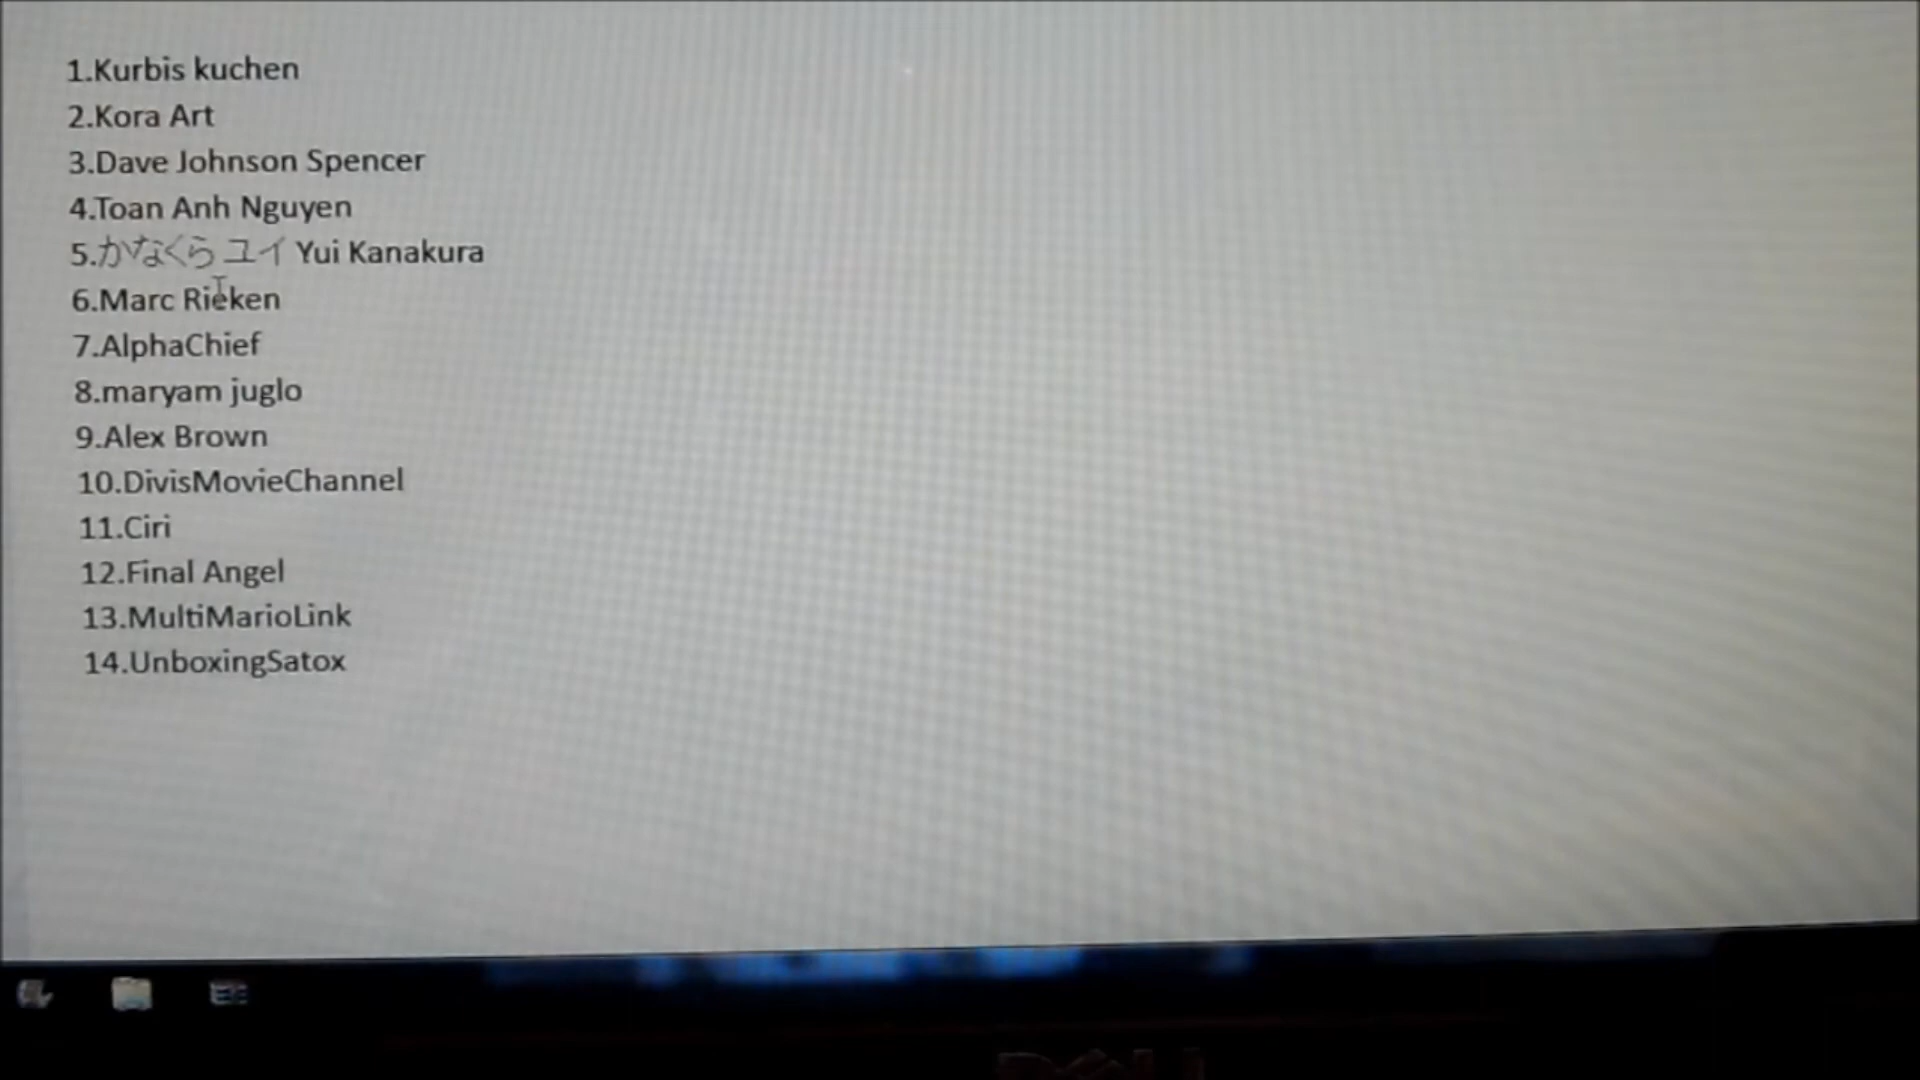 1.Kurbis kuchen
2.Kora Art
3.Dave Johnson Spencer
4.Toan Anh Nguyen
5.かなくら ユイ Yui Kanakura
6.Marc Rieken
7.AlphaChief
8.maryam juglo
9.Alex Brown
10.DivisMovieChannel
11.Ciri
12.Final Angel
13.MultiMarioLink
14.UnboxingSatox
DELL